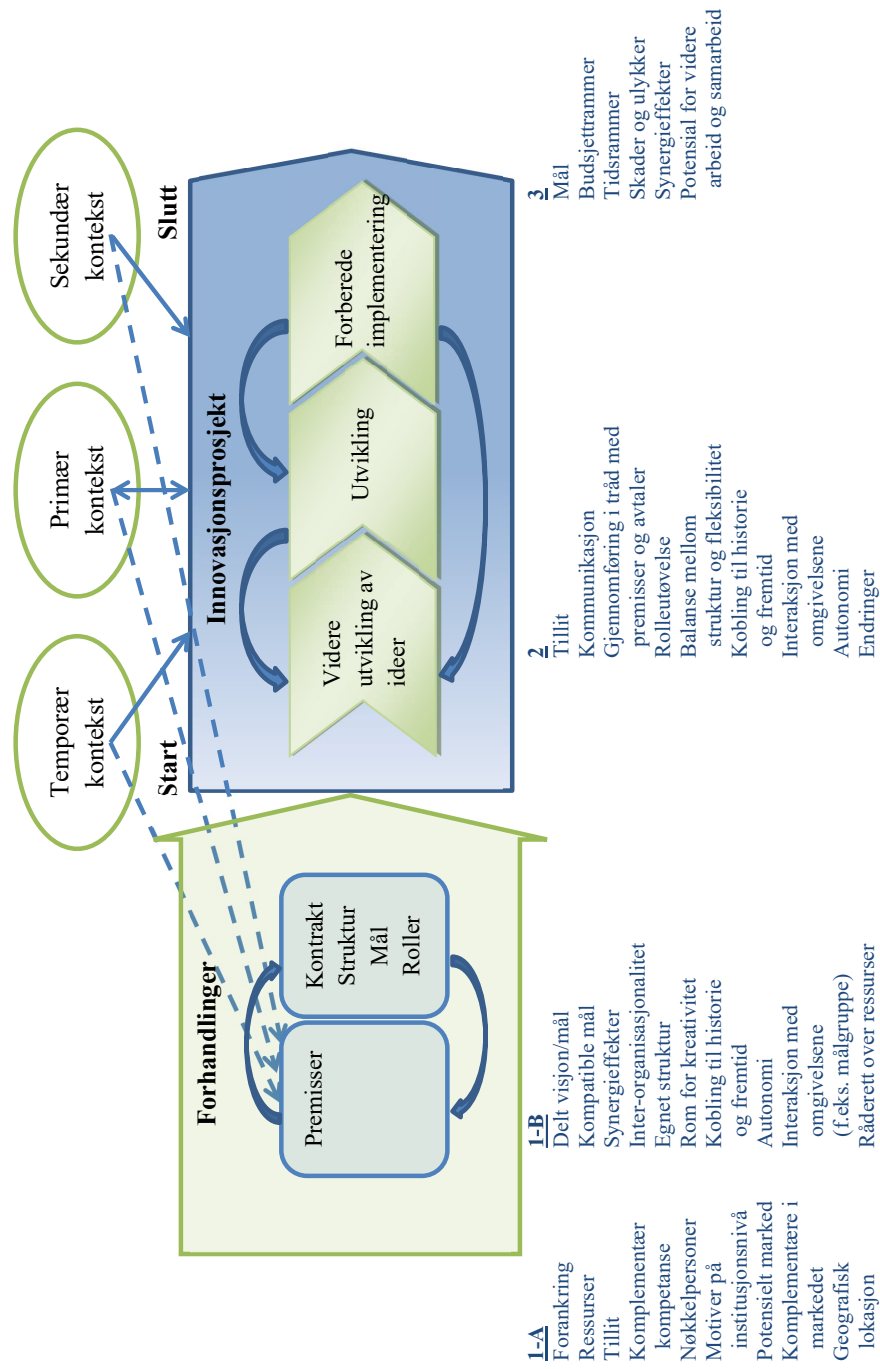 Temporær
kontekst
Primær
kontekst
Sekundær
kontekst
Forhandlinger
Premisser
Kontrakt
Struktur
Mål
Roller
Start
Innovasjonsprosjekt
Slutt
Videre
utvikling av
ideer
Utvikling
Forberede
implementering
1-A
Forankring
Ressurser
Tillit
Komplementær
kompetanse
Nøkkelpersoner
Motiver på
institusjonsnivå
Potensielt marked
Komplementære i
markedet
Geografisk
lokasjon
1-B
Delt visjon/mål
Kompatible mål
Synergieffekter
Inter-organisasjonalitet
Egnet struktur
Rom for kreativitet
Kobling til historie
og fremtid
Autonomi
Interaksjon med
omgivelsene
(f.eks. målgruppe)
Råderett over ressurser
2
Tillit
Kommunikasjon
Gjennomføring i tråd med
premisser og avtaler
Rolleutøvelse
Balanse mellom
struktur og fleksibilitet
Kobling til historie
og fremtid
Interaksjon med
omgivelsene
Autonomi
Endringer
3
Mål
Budsjettrammer
Tidsrammer
Skader og ulykker
Synergieffekter
Potensial for videre
arbeid og samarbeid